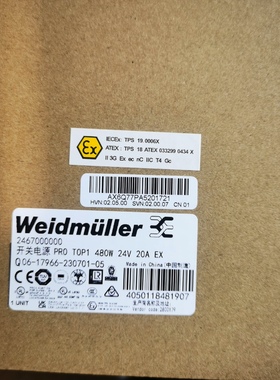 IECEx: TPS 19.0006X
ATEX: TPS 18 ATEX 033299 0434 X
II 3G Ex ec nC IIC T4 Gc
AX6Q77PA5201721
HVN:02.05.00 SVN:02.00.07 CN 01
Weidmüller
2467000000
开关电源 PRO TOP1 480W 24V 20A EX
Q06-17966-230701-05
Made in China(中国制造)
1 UNIT
4050118481907